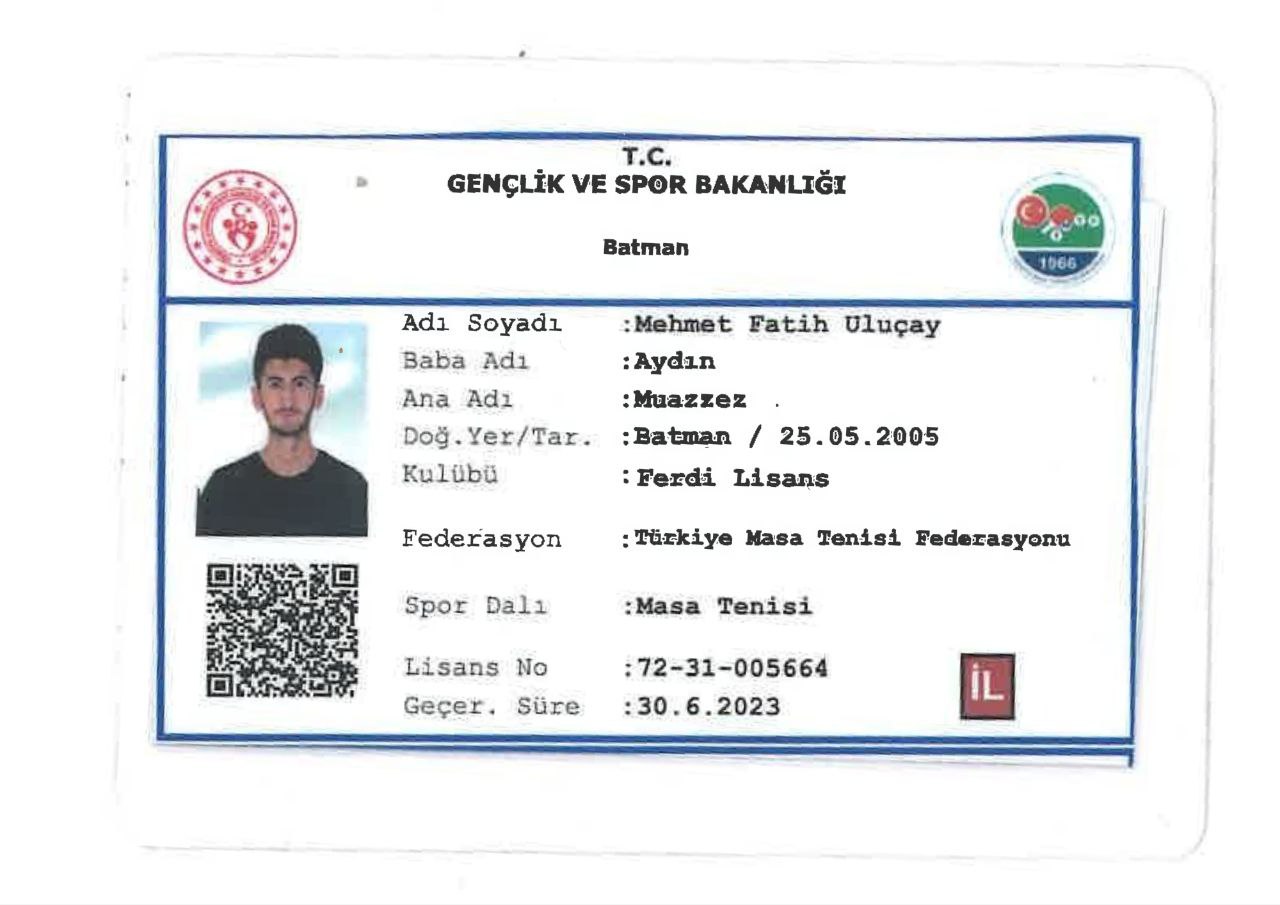 T.C.
GENÇLİK VE SPOR BAKANLIĞI
Batman
1966
Adı Soyadı :Mehmet Fatih Uluçay
Baba Adı :Aydın
Ana Adı :Muazzez
Doğ.Yer/Tar. :Batman / 25.05.2005
Kulübü :Ferdi Lisans
Federasyon :Türkiye Masa Tenisi Federasyonu
Spor Dalı :Masa Tenisi
Lisans No :72-31-005664
İL
Geçer. Süre :30.6.2023